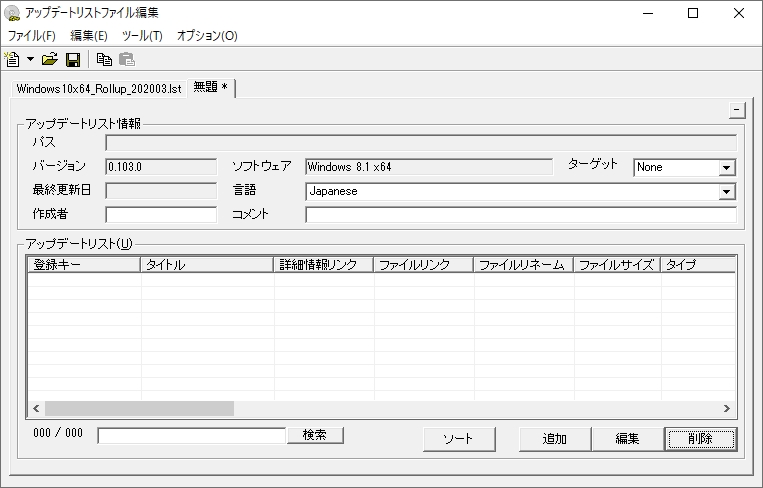 アップデートリストファイル編集
ファイル(F) 編集(E) ツール(T) オプション(O)
Windows10x64_Rollup_202003.lst 無題 *
-
アップデートリスト情報
パス
バージョン 0.103.0 ソフトウェア Windows 8.1 x64 ターゲット None
最終更新日 言語 Japanese
作成者 コメント
アップデートリスト(U)
登録キー タイトル 詳細情報リンク ファイルリンク ファイルリネーム ファイルサイズ タイプ
000 / 000 検索 ソート 追加 編集 削除